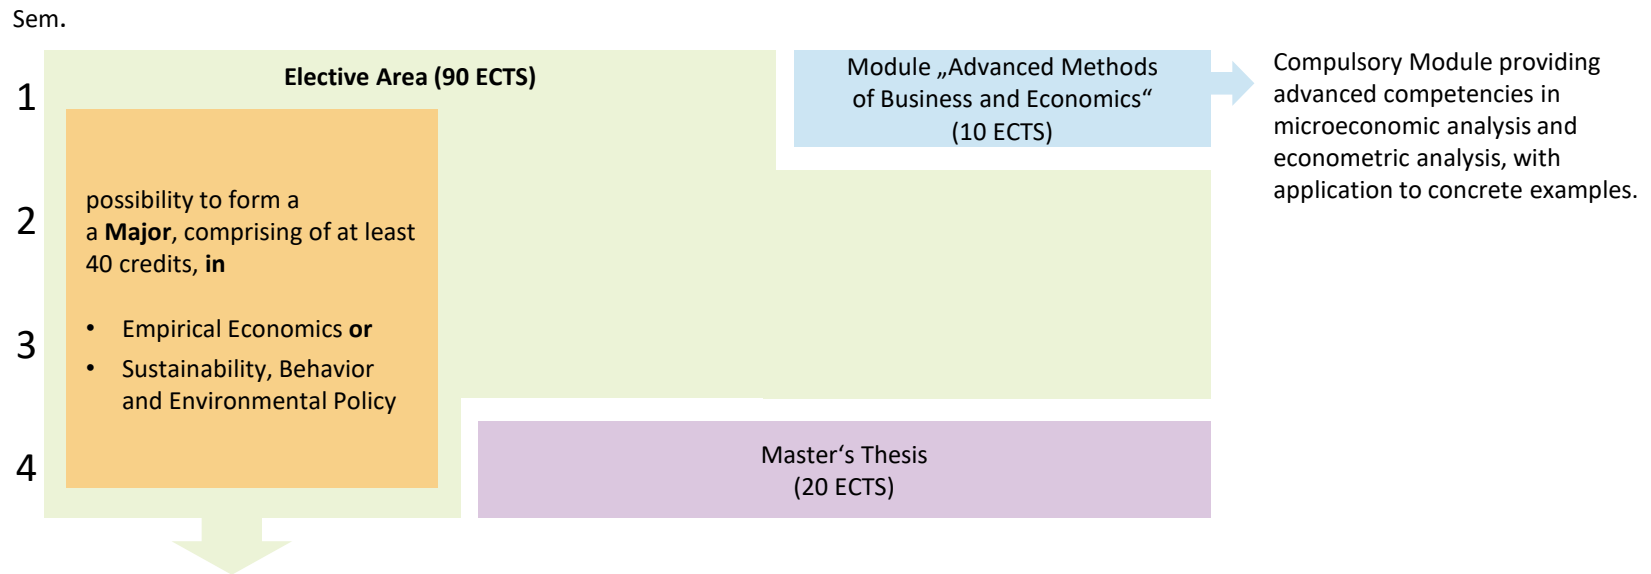 Sem.
1
2
3
4
Elective Area (90 ECTS)
possibility to form a
a Major, comprising of at least
40 credits, in
• Empirical Economics or
• Sustainability, Behavior
and Environmental Policy
Module „Advanced Methods
of Business and Economics“
(10 ECTS)
Compulsory Module providing
advanced competencies in
microeconomic analysis and
econometric analysis, with
application to concrete examples.
Master‘s Thesis
(20 ECTS)